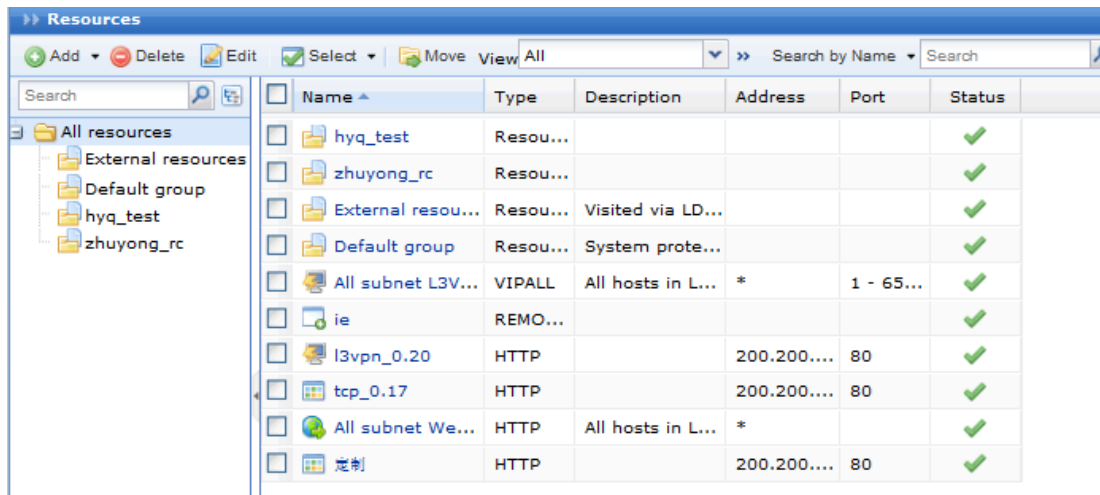 Resources
Add Delete Edit Select Move View All Search by Name Search
Search
All resources
External resources
Default group
hyq_test
zhuyong_rc
Name Type Description Address Port Status
hyq_test Resou...
zhuyong_rc Resou...
External resou... Resou... Visited via LD...
Default group Resou... System prote...
All subnet L3V... VIPALL All hosts in L... * 1 - 65...
ie REMO...
l3vpn_0.20 HTTP 200.200.... 80
tcp_0.17 HTTP 200.200.... 80
All subnet We... HTTP All hosts in L... *
定制 HTTP 200.200.... 80